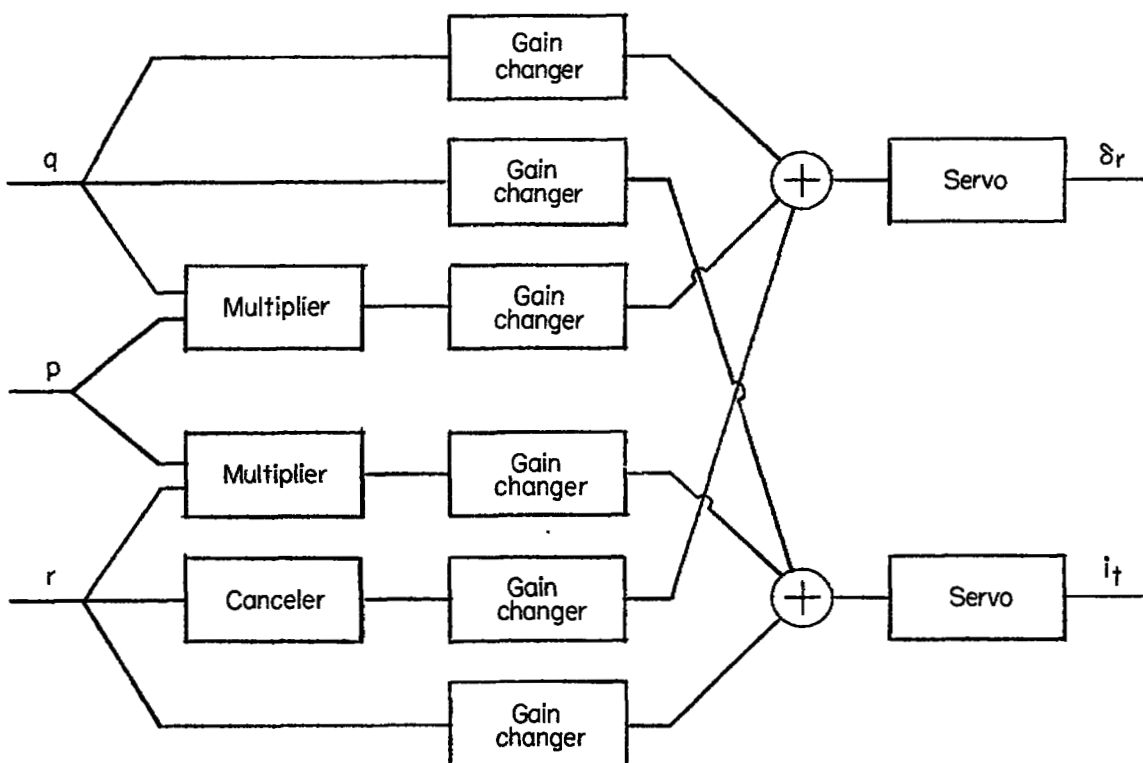 Gain
changer
q
Gain
changer
+
Servo
δr
Multiplier
Gain
changer
p
Multiplier
Gain
changer
r
Canceler
Gain
changer
+
Servo
it
Gain
changer